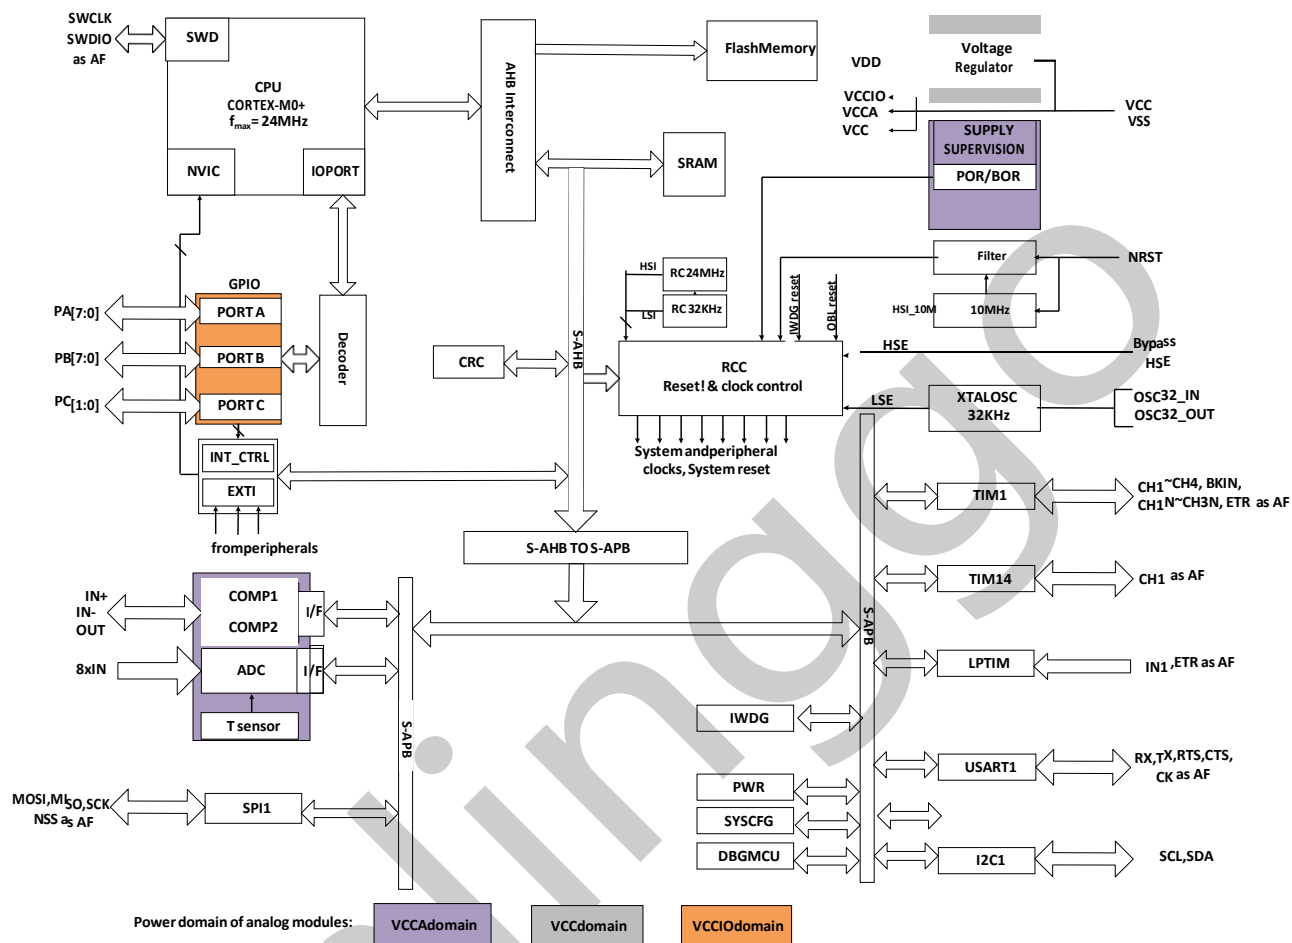 SWCLK
SWDIO
as AF
SWD
CPU
CORTEX-M0+
fmax= 24MHz
NVIC
IOPORT
AHB Interconnect
FlashMemory
SRAM
Voltage
Regulator
VDD
VCCIO
VCCA
VCC
VCC
VSS
SUPPLY
SUPERVISION
POR/BOR
Filter
NRST
HSI_10M
10MHz
HSI
RC24MHz
LSI
RC32KHz
IWDG reset
OBL reset
GPIO
PA[7:0]
PORT A
PB[7:0]
PORT B
PC[1:0]
PORT C
Decoder
CRC
S-AHB
RCC
Reset! & clock control
HSE
Bypass
HSE
LSE
XTALOSC
32KHz
OSC32_IN
OSC32_OUT
System andperipheral
clocks, System reset
INT_CTRL
EXTI
fromperipherals
S-AHB TO S-APB
TIM1
CH1~CH4, BKIN,
CH1N~CH3N, ETR as AF
TIM14
CH1 as AF
IN+
IN-
OUT
COMP1
COMP2
I/F
8xIN
ADC
I/F
T sensor
S-APB
S-APB
LPTIM
IN1,ETR as AF
IWDG
USART1
RX,TX,RTS,CTS,
CK as AF
MOSI,MISO,SCK
NSS as AF
SPI1
PWR
SYSCFG
DBGMCU
I2C1
SCL,SDA
Power domain of analog modules:
VCCAdomain
VCCdomain
VCCIOdomain